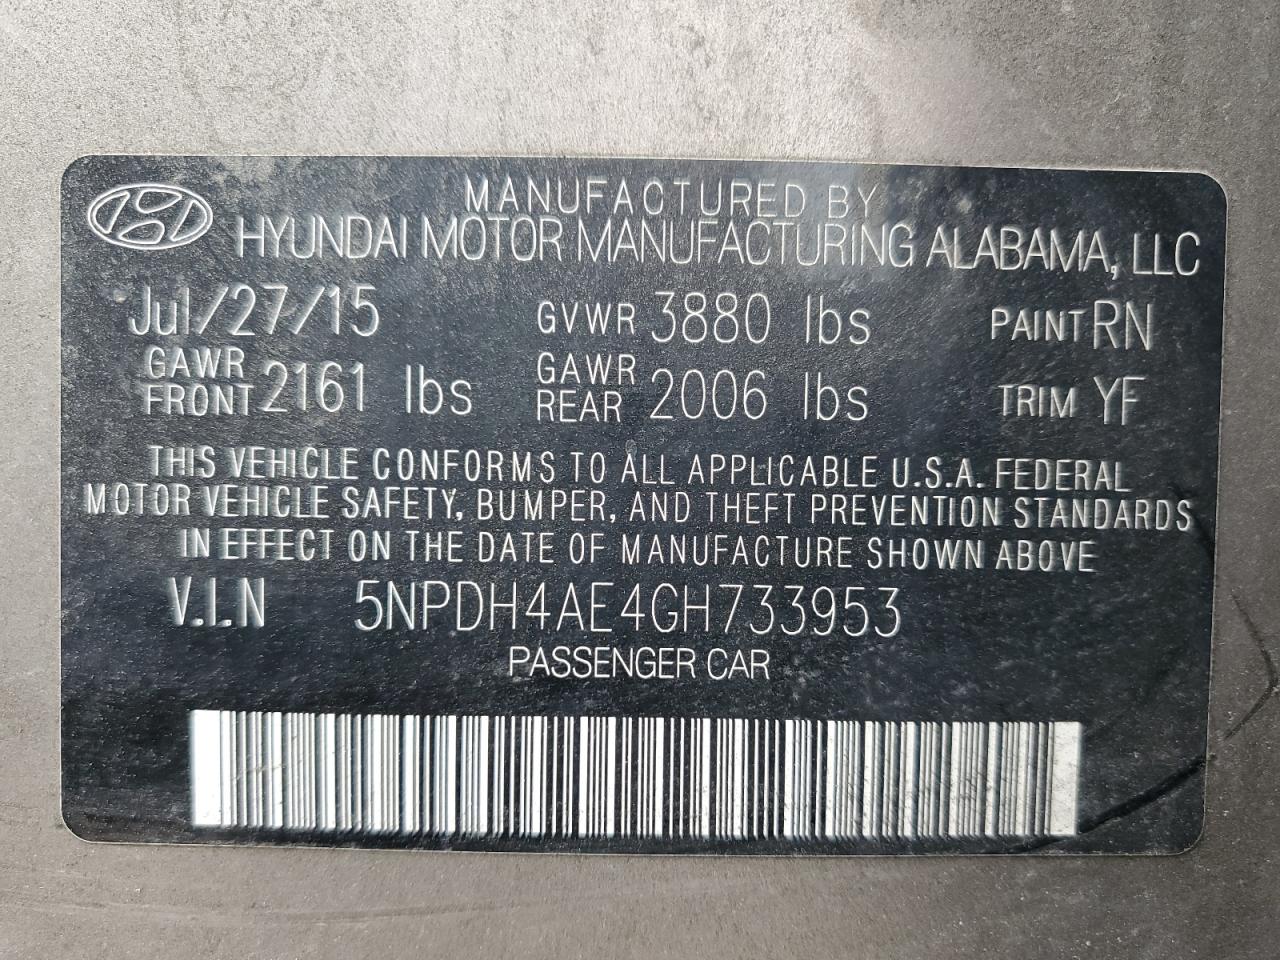 MANUFACTURED BY
HYUNDAI MOTOR MANUFACTURING ALABAMA, LLC
Jul/27/15 GVWR 3880 lbs PAINT RN
GAWR FRONT 2161 lbs GAWR REAR 2006 lbs TRIM YF
THIS VEHICLE CONFORMS TO ALL APPLICABLE U.S.A. FEDERAL
MOTOR VEHICLE SAFETY, BUMPER, AND THEFT PREVENTION STANDARDS
IN EFFECT ON THE DATE OF MANUFACTURE SHOWN ABOVE
V.I.N 5NPDH4AE4GH733953
PASSENGER CAR